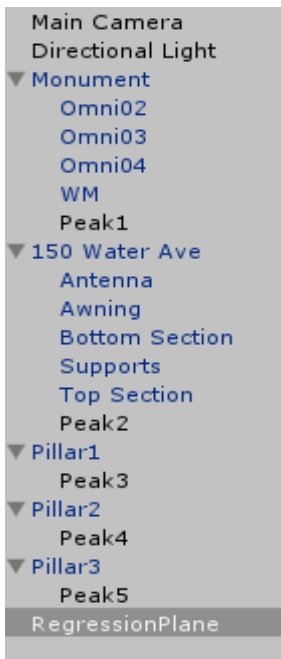 Main Camera
Directional Light
Monument
Omni02
Omni03
Omni04
WM
Peak1
150 Water Ave
Antenna
Awning
Bottom Section
Supports
Top Section
Peak2
Pillar1
Peak3
Pillar2
Peak4
Pillar3
Peak5
RegressionPlane